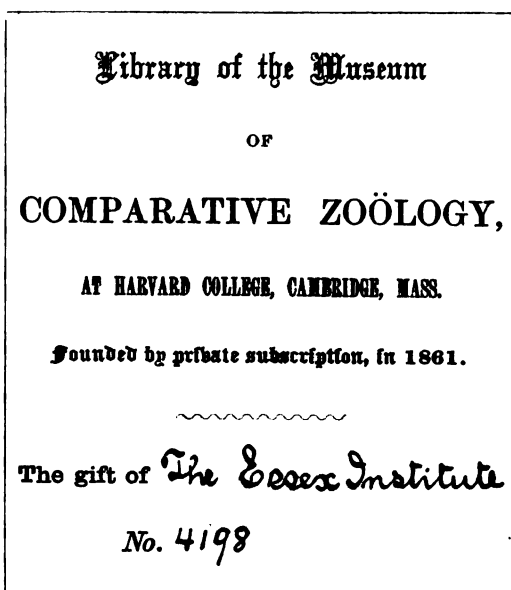 Library of the Museum
OF
COMPARATIVE ZOÖLOGY,
AT HARVARD COLLEGE, CAMBRIDGE, MASS.
Founded by private subscription, in 1861.
The gift of The Essex Institute
No. 4198